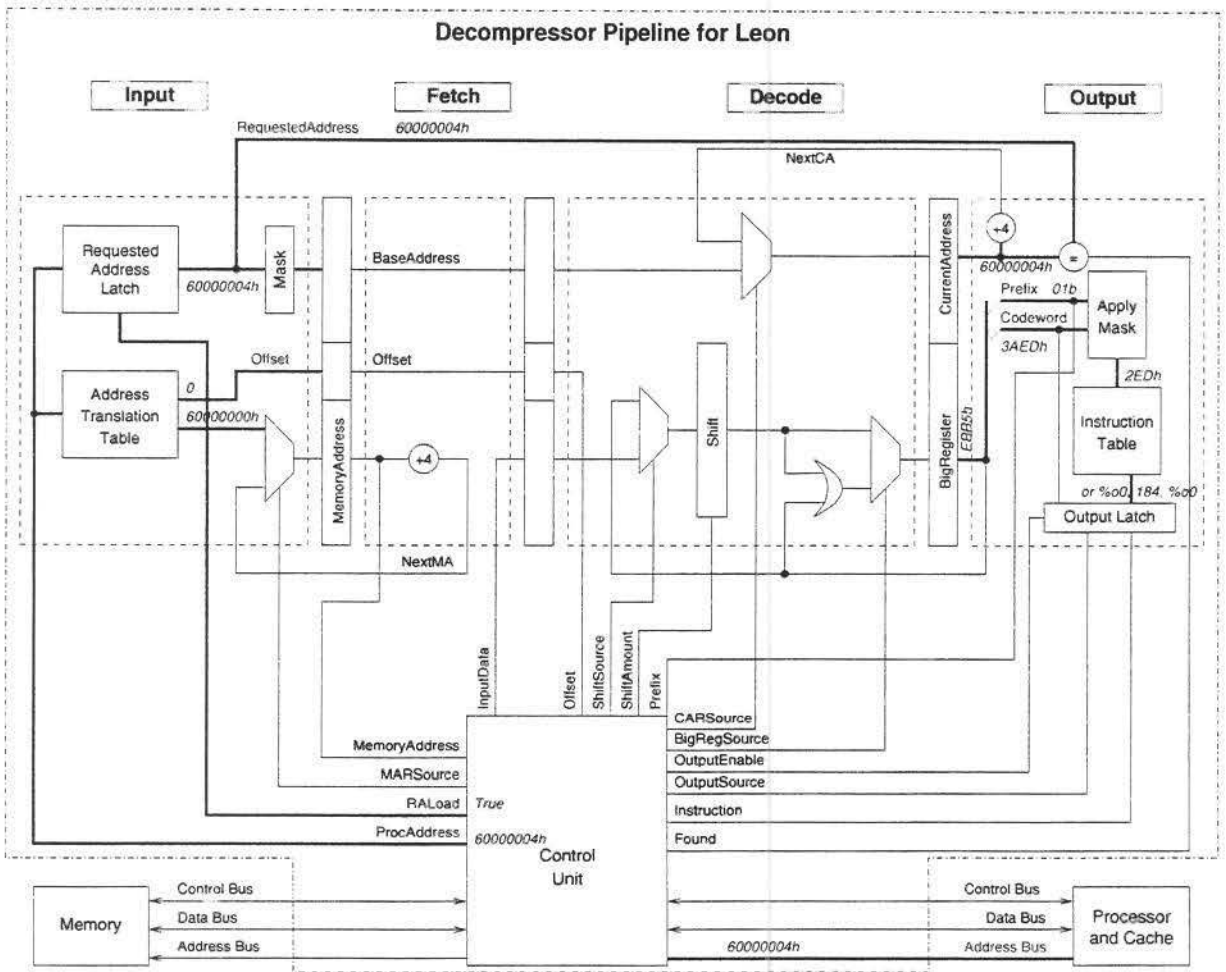 Decompressor Pipeline for Leon
Input
Fetch
Decode
Output
RequestedAddress 60000004h
NextCA
Requested
Address
Latch
60000004h
Mask
BaseAddress
CurrentAddress
+4
60000004h
=
Prefix 01b
Codeword
3AEDh
Apply
Mask
2EDh
Instruction
Table
or %o0, 184, %o0
Output Latch
Address
Translation
Table
Offset
0
60000000h
MemoryAddress
Offset
+4
NextMA
Shift
BigRegister
EBB5h
InputData
Offset
ShiftSource
ShiftAmount
Prefix
MemoryAddress
MARSource
RALoad True
ProcAddress 60000004h
Control
Unit
CARSource
BigRegSource
OutputEnable
OutputSource
Instruction
Found
Memory
Control Bus
Data Bus
Address Bus
Control Bus
Data Bus
60000004h Address Bus
Processor
and Cache